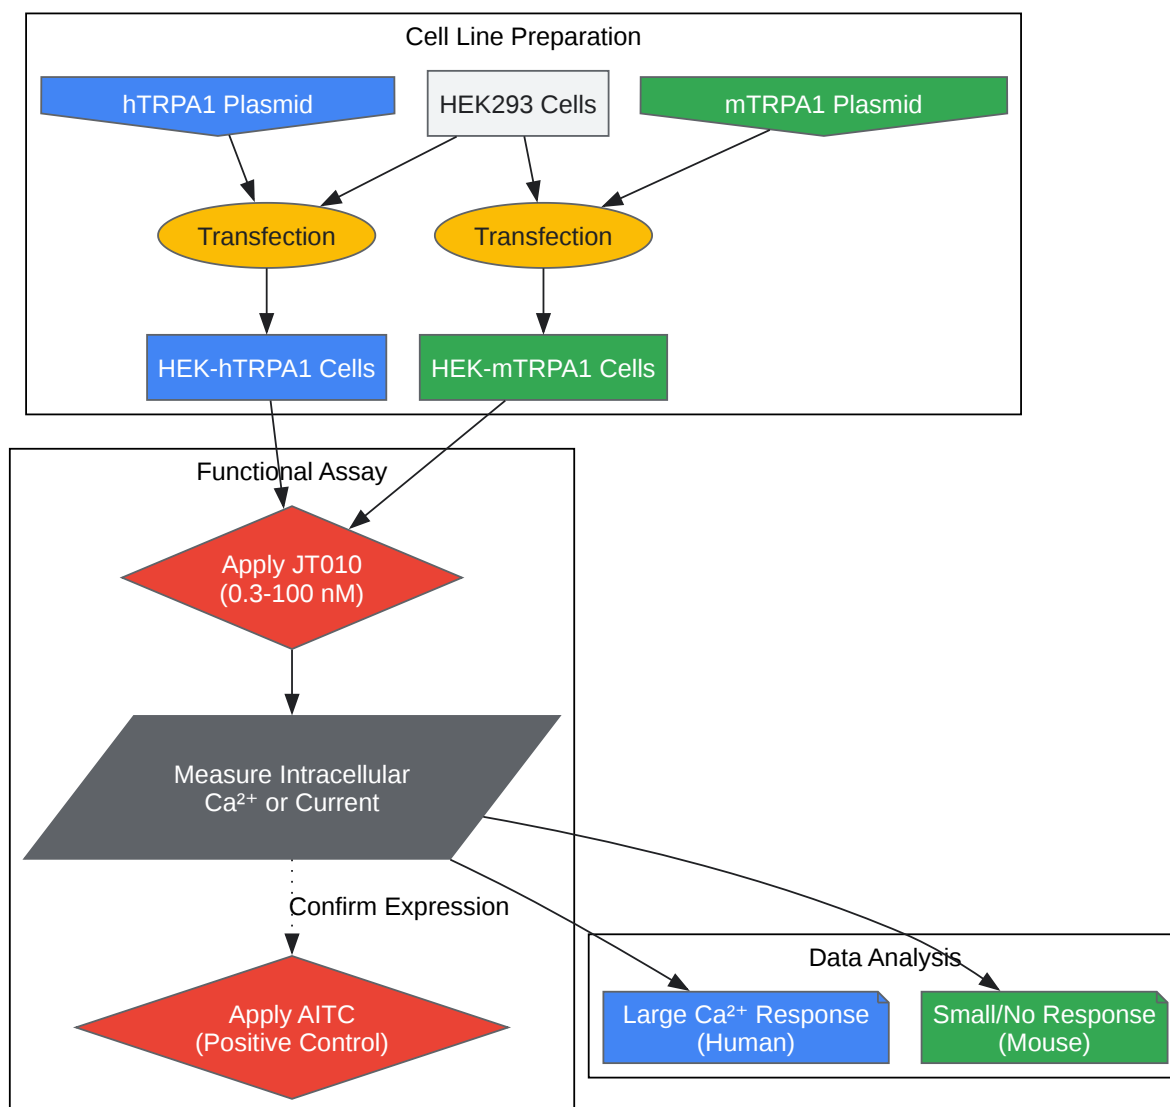 Cell Line Preparation
hTRPA1 Plasmid
HEK293 Cells
mTRPA1 Plasmid
Transfection
Transfection
HEK-hTRPA1 Cells
HEK-mTRPA1 Cells
Functional Assay
Apply JT010
(0.3-100 nM)
Measure Intracellular
Ca²⁺ or Current
Confirm Expression
Apply AITC
(Positive Control)
Data Analysis
Large Ca²⁺ Response
(Human)
Small/No Response
(Mouse)